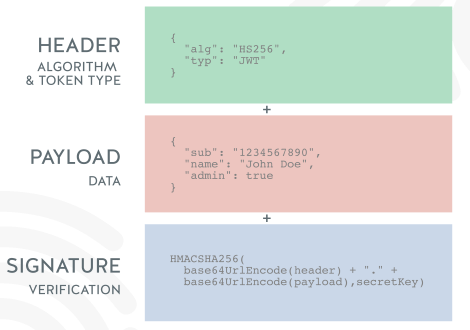 HEADER
ALGORITHM
& TOKEN TYPE
{
  "alg": "HS256",
  "typ": "JWT"
}
+
PAYLOAD
DATA
{
  "sub": "1234567890",
  "name": "John Doe",
  "admin": true
}
+
SIGNATURE
VERIFICATION
HMACSHA256(
  base64UrlEncode(header) + "." +
  base64UrlEncode(payload),secretKey)